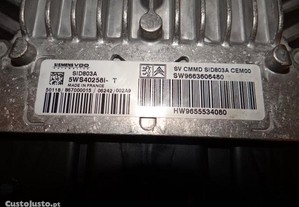 SIEMENS VDO
SID803A
5WS40258I- T
MADE IN FRANCE
SV CMMD SID803A CEM00
SW9663606480
HW9655534080
CustoJusto.pt